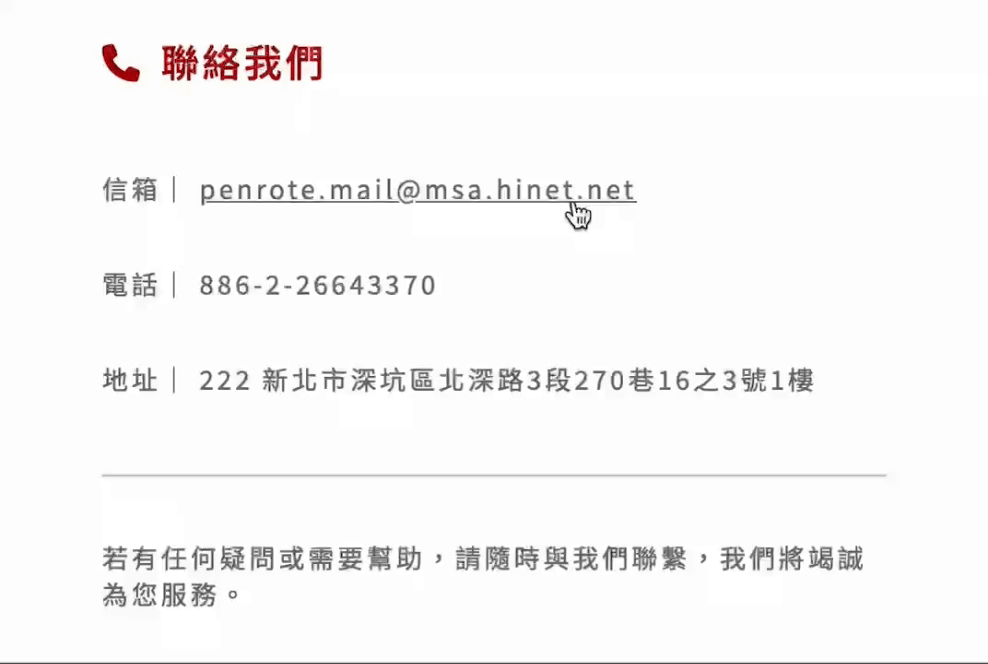 聯絡我們
信箱｜ penrote.mail@msa.hinet.net
電話｜ 886-2-26643370
地址｜ 222 新北市深坑區北深路3段270巷16之3號1樓
若有任何疑問或需要幫助，請隨時與我們聯繫，我們將竭誠
為您服務。